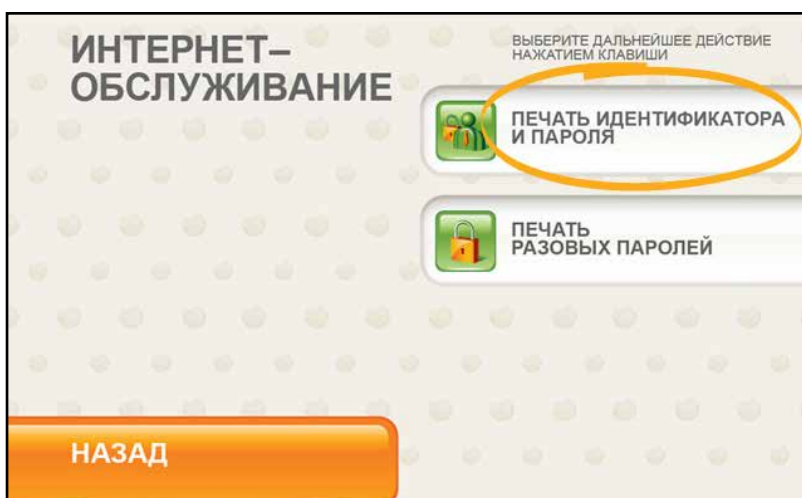 ИНТЕРНЕТ–
ОБСЛУЖИВАНИЕ
ВЫБЕРИТЕ ДАЛЬНЕЙШЕЕ ДЕЙСТВИЕ
НАЖАТИЕМ КЛАВИШИ
ПЕЧАТЬ ИДЕНТИФИКАТОРА
И ПАРОЛЯ
ПЕЧАТЬ
РАЗОВЫХ ПАРОЛЕЙ
НАЗАД